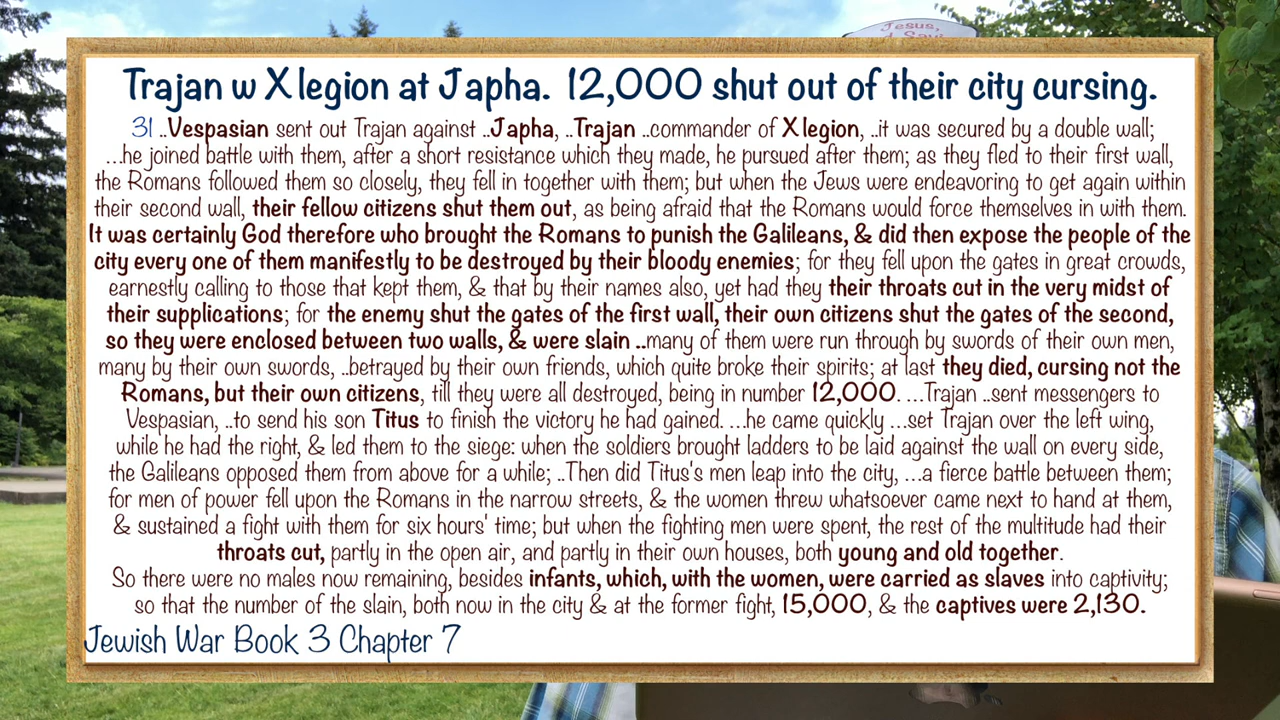 Jesus,
Trajan w X legion at Japha. 12,000 shut out of their city cursing.
31 ..Vespasian sent out Trajan against ..Japha, ..Trajan ..commander of X legion, ..it was secured by a double wall;
...he joined battle with them, after a short resistance which they made, he pursued after them; as they fled to their first wall,
the Romans followed them so closely, they fell in together with them; but when the Jews were endeavoring to get again within
their second wall, their fellow citizens shut them out, as being afraid that the Romans would force themselves in with them.
It was certainly God therefore who brought the Romans to punish the Galileans, & did then expose the people of the
city every one of them manifestly to be destroyed by their bloody enemies; for they fell upon the gates in great crowds,
earnestly calling to those that kept them, & that by their names also, yet had they their throats cut in the very midst of
their supplications; for the enemy shut the gates of the first wall, their own citizens shut the gates of the second,
so they were enclosed between two walls, & were slain ..many of them were run through by swords of their own men,
many by their own swords, ..betrayed by their own friends, which quite broke their spirits; at last they died, cursing not the
Romans, but their own citizens, till they were all destroyed, being in number 12,000. ...Trajan ..sent messengers to
Vespasian, ..to send his son Titus to finish the victory he had gained. ...he came quickly ...set Trajan over the left wing,
while he had the right, & led them to the siege: when the soldiers brought ladders to be laid against the wall on every side,
the Galileans opposed them from above for a while; ..Then did Titus's men leap into the city, ...a fierce battle between them;
for men of power fell upon the Romans in the narrow streets, & the women threw whatsoever came next to hand at them,
& sustained a fight with them for six hours' time; but when the fighting men were spent, the rest of the multitude had their
throats cut, partly in the open air, and partly in their own houses, both young and old together.
So there were no males now remaining, besides infants, which, with the women, were carried as slaves into captivity;
so that the number of the slain, both now in the city & at the former fight, 15,000, & the captives were 2,130.
Jewish War Book 3 Chapter 7